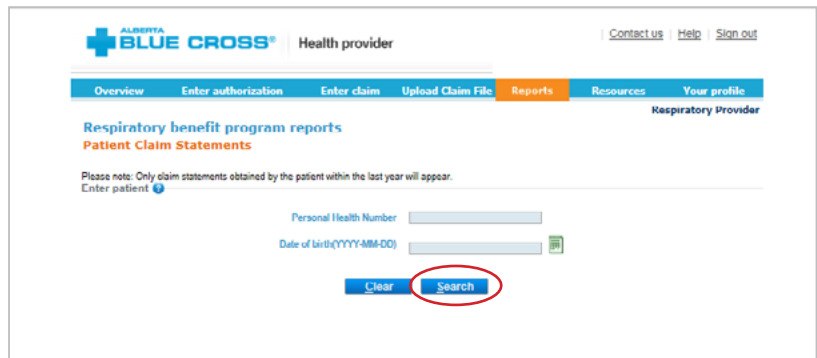 ALBERTA
BLUE CROSS® Health provider
Contact us | Help | Sign out
Overview Enter authorization Enter claim Upload Claim File Reports Resources Your profile
Respiratory Provider
Respiratory benefit program reports
Patient Claim Statements
Please note: Only claim statements obtained by the patient within the last year will appear.
Enter patient ?
Personal Health Number
Date of birth(YYYY-MM-DD)
Clear Search